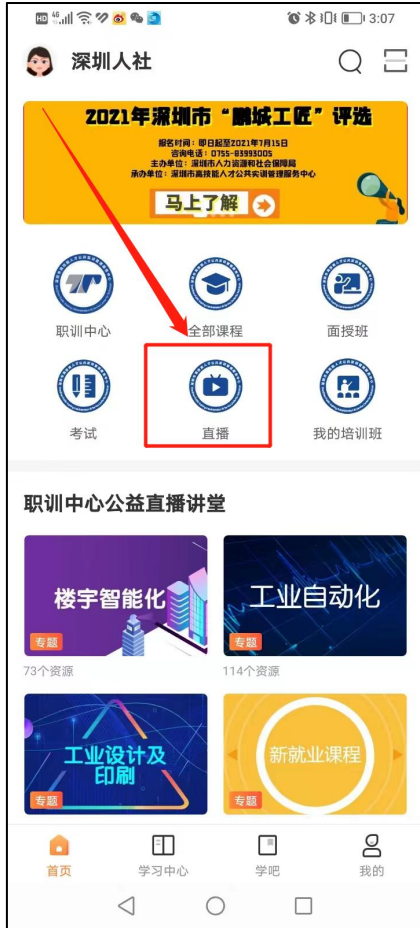 HD 4G 3:07
深圳人社
2021年深圳市“鹏城工匠”评选
报名时间：即日起至2021年7月15日
咨询电话：0755-83993005
主办单位：深圳市人力资源和社会保障局
承办单位：深圳市高技能人才公共实训管理服务中心
马上了解
职训中心
全部课程
面授班
考试
直播
我的培训班
职训中心公益直播讲堂
楼宇智能化
专题
工业自动化
专题
73个资源
114个资源
工业设计及
印刷
专题
新就业课程
专题
首页
学习中心
学吧
我的